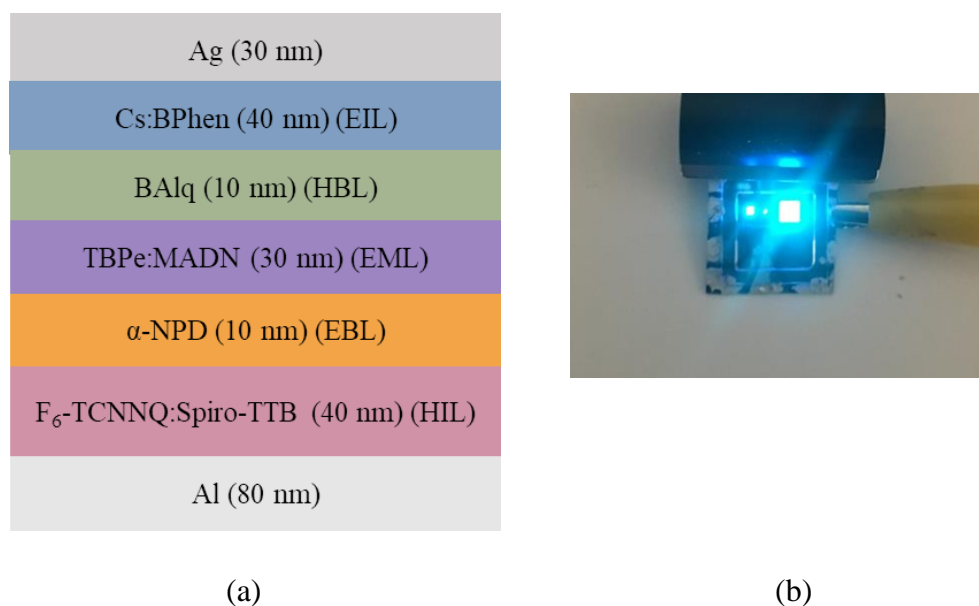 Ag (30 nm)
Cs:BPhen (40 nm) (EIL)
BAlq (10 nm) (HBL)
TBPe:MADN (30 nm) (EML)
α-NPD (10 nm) (EBL)
F₆-TCNNQ:Spiro-TTB (40 nm) (HIL)
Al (80 nm)
(a)
(b)